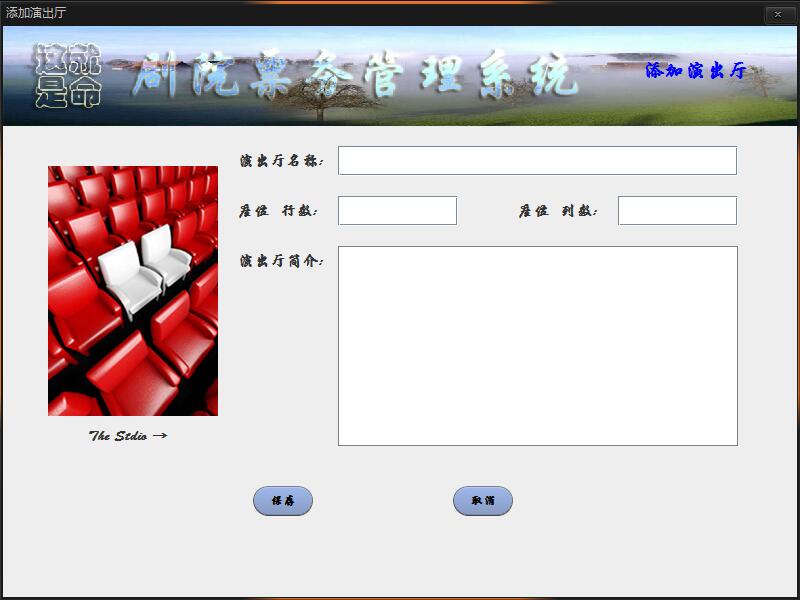 添加演出厅
这就
是命
剧院票务管理系统
添加演出厅
演出厅名称:
座位 行数:
座位 列数:
演出厅简介:
The Stdio →
保存
取消